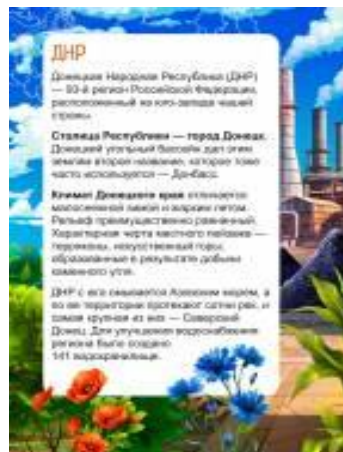 ДНР
Донецкая Народная Республика (ДНР)
— 93-й регион Российской Федерации,
расположенный на юго-западе нашей
страны.
Столица Республики — город Донецк.
Донецкий угольный бассейн дал этим
землям второе название, которое тоже
часто используется — Донбасс.
Климат Донецкого края отличается
малоснежной зимой и жарким летом.
Рельеф преимущественно равнинный.
Характерная черта местного пейзажа —
терриконы, искусственные горы,
образованные в результате добычи
каменного угля.
ДНР с юга омывается Азовским морем, а
по её территории протекают сотни рек, и
самая крупная из них — Северский
Донец. Для улучшения водоснабжения
региона было создано
141 водохранилище.